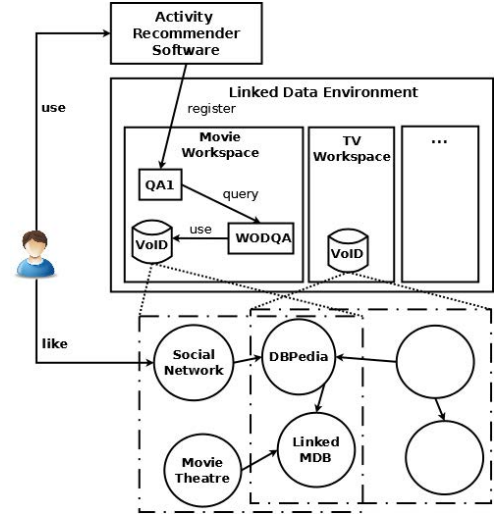 Activity
Recommender
Software
use
Linked Data Environment
register
Movie
Workspace
TV
Workspace
...
QA1
query
VoID
use
WODQA
VoID
like
Social
Network
DBPedia
Movie
Theatre
Linked
MDB